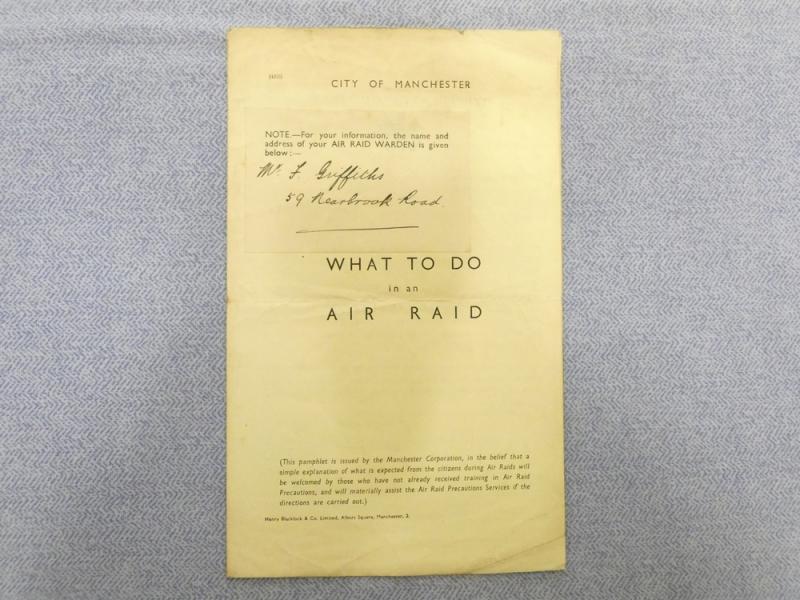 CITY OF MANCHESTER
NOTE.—For your information, the name and
address of your AIR RAID WARDEN is given
below :—
Mr. F Griffiths
59 Nearbrook Road.
WHAT TO DO
in an
AIR RAID
(This pamphlet is issued by the Manchester Corporation, in the belief that a
simple explanation of what is expected from the citizens during Air Raids will
be welcomed by those who have not already received training in Air Raid
Precautions, and will materially assist the Air Raid Precautions Services if the
directions are carried out.)
Henry Blacklock & Co. Limited, Albert Square, Manchester, 2.